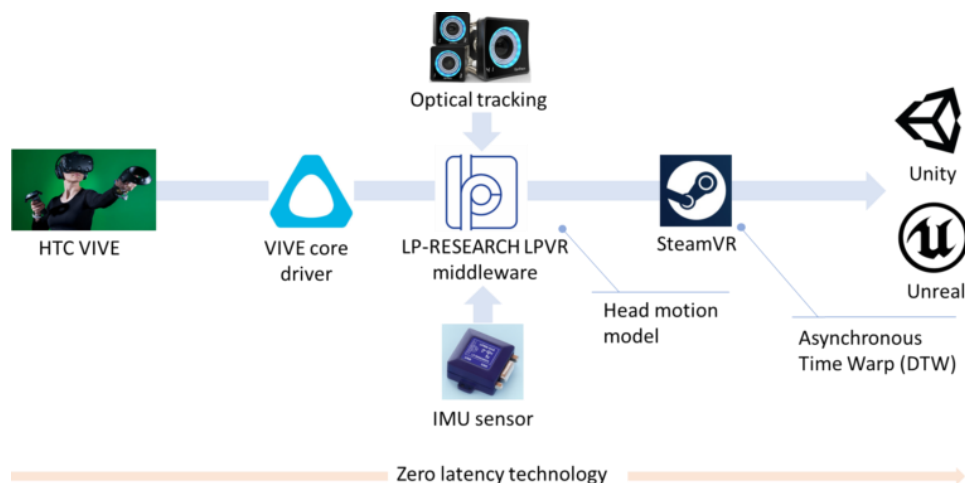 Optical tracking
HTC VIVE
VIVE core
driver
LP-RESEARCH LPVR
middleware
SteamVR
Unity
Unreal
Head motion
model
Asynchronous
Time Warp (DTW)
IMU sensor
Zero latency technology